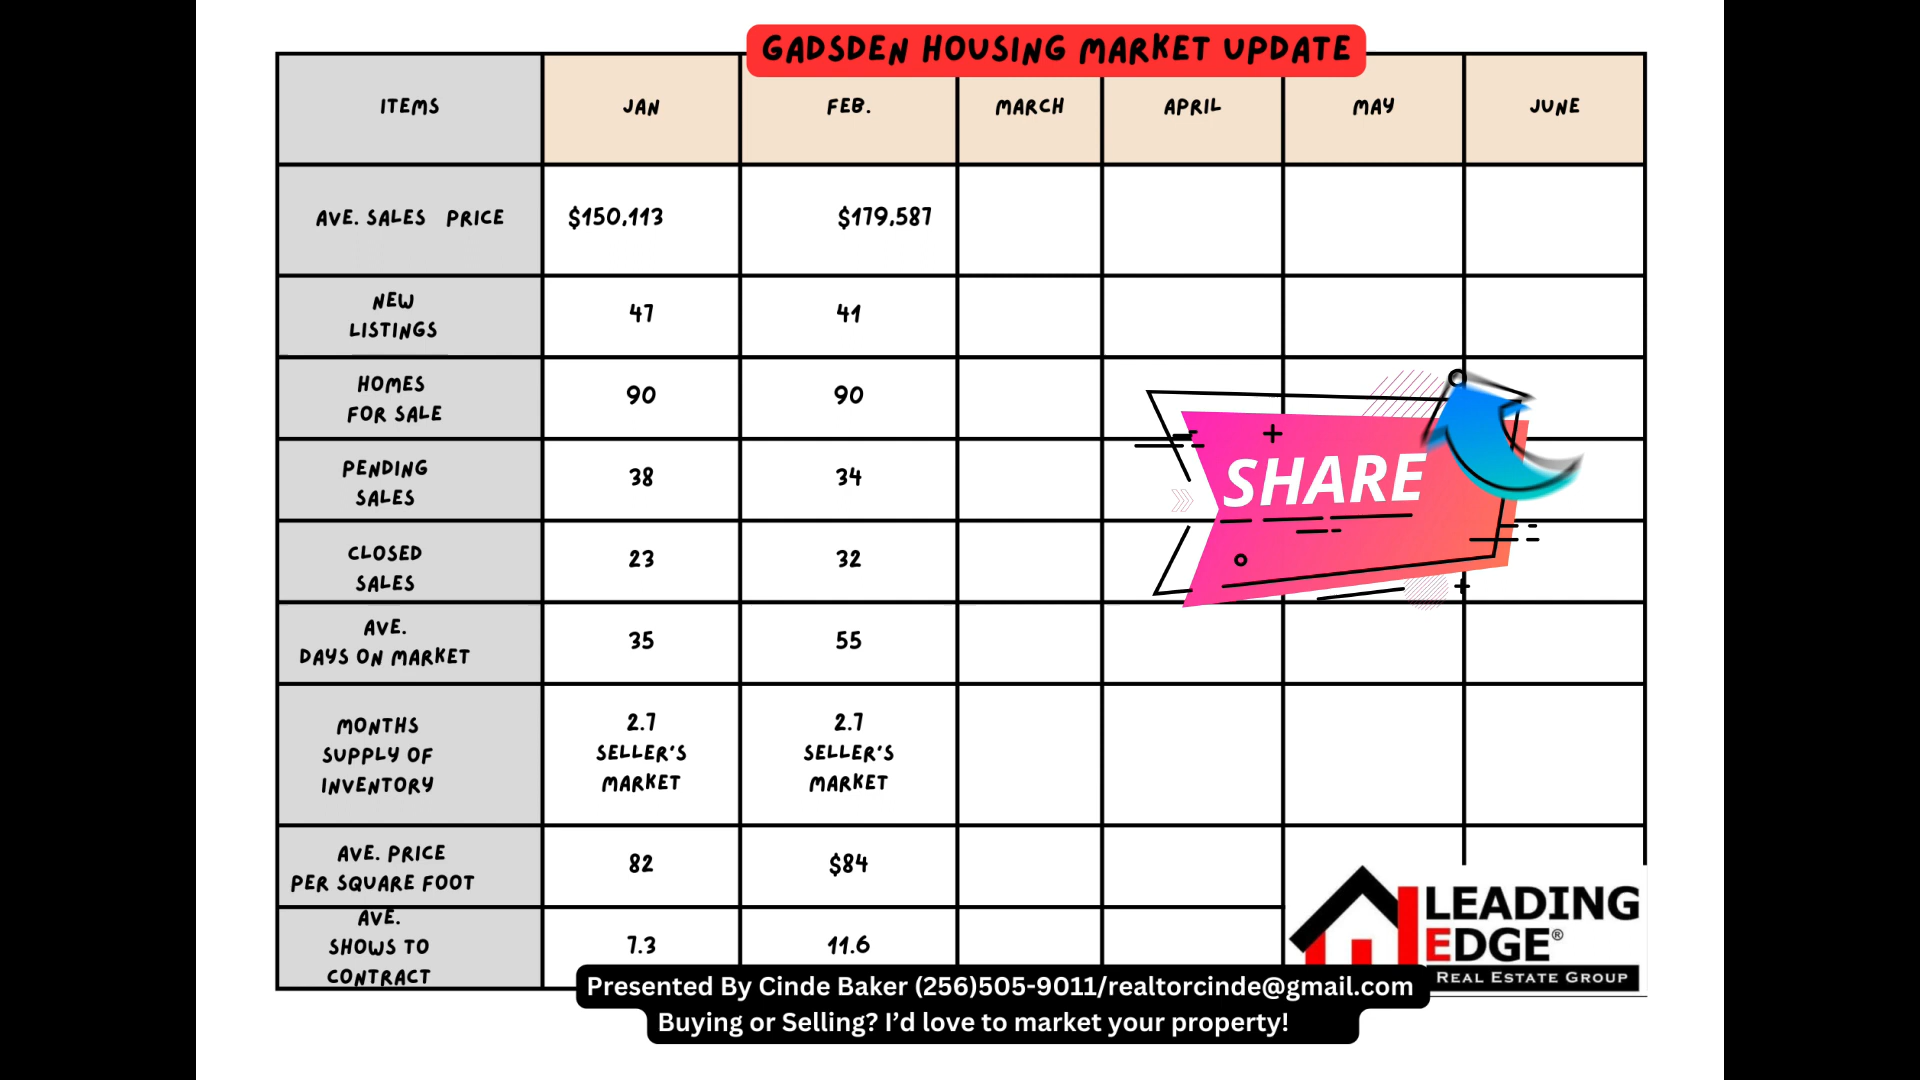 GADSDEN HOUSING MARKET UPDATE
ITEMS JAN FEB. MARCH APRIL MAY JUNE
AVE. SALES PRICE $150,113 $179,587
NEW
LISTINGS
47 41
HOMES
FOR SALE
90 90
PENDING
SALES
38 34
SHARE
CLOSED
SALES
23 32
AVE.
DAYS ON MARKET
35 55
MONTHS
SUPPLY OF
INVENTORY
2.7
SELLER'S
MARKET
2.7
SELLER'S
MARKET
AVE. PRICE
PER SQUARE FOOT
82 $84
AVE.
SHOWS TO
CONTRACT
7.3 11.6
LEADING
EDGE®
REAL ESTATE GROUP
Presented By Cinde Baker (256)505-9011/realtorcinde@gmail.com
Buying or Selling? I'd love to market your property!